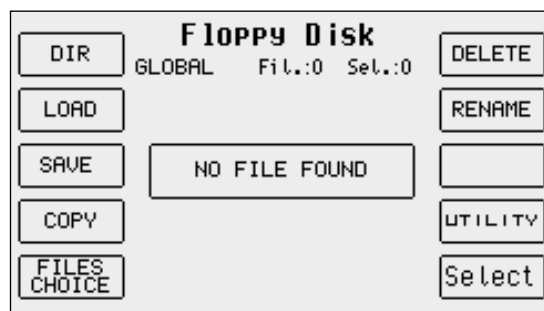 Floppy Disk
GLOBAL Fil.:0 Sel.:0
DIR
LOAD
SAVE
COPY
FILES
CHOICE
NO FILE FOUND
DELETE
RENAME
UTILITY
Select